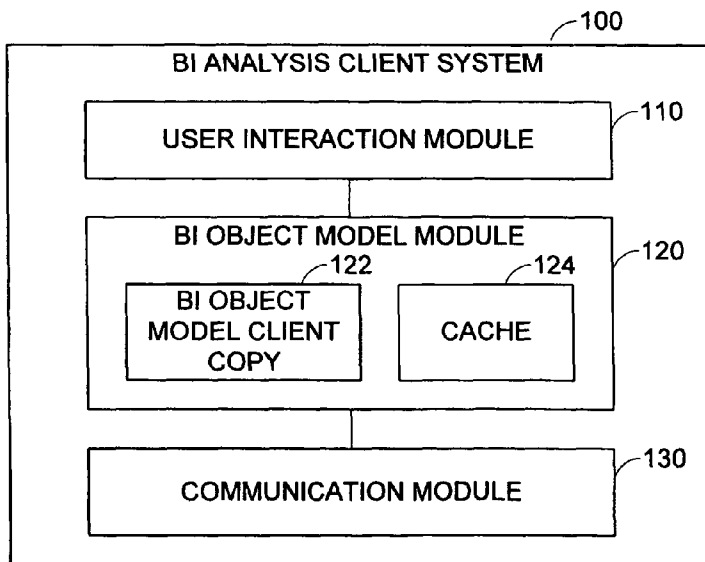 100
BI ANALYSIS CLIENT SYSTEM
110
USER INTERACTION MODULE
BI OBJECT MODEL MODULE
120
122
124
BI OBJECT
MODEL CLIENT
COPY
CACHE
130
COMMUNICATION MODULE